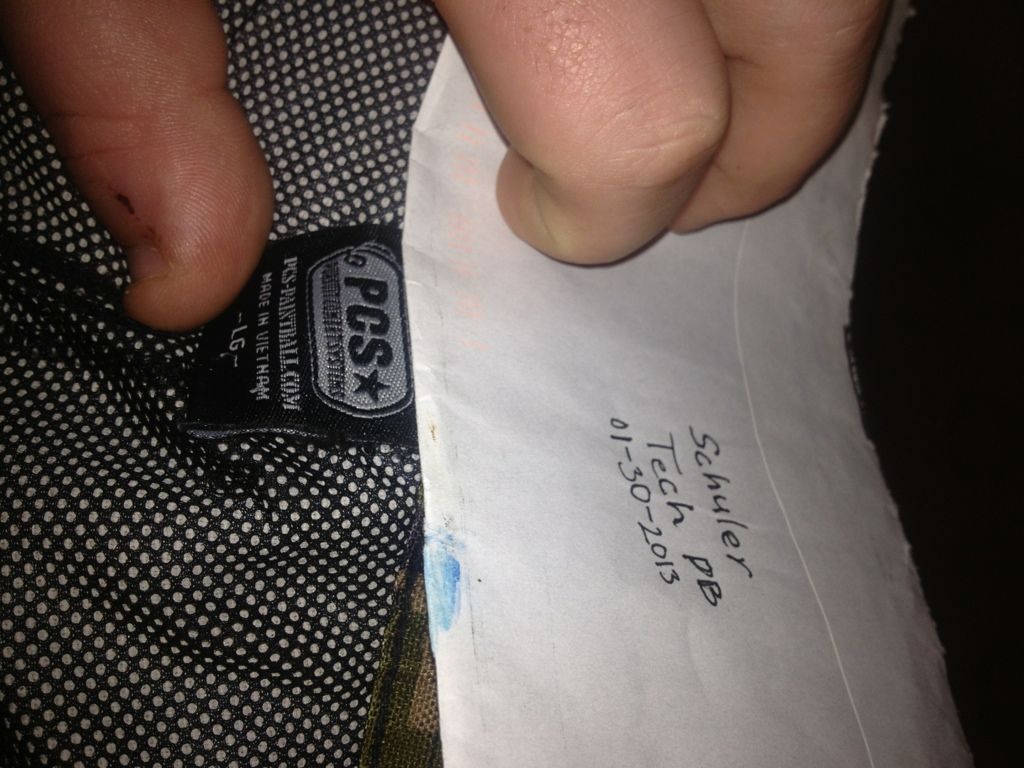 PCS
PCS-PAINTBALL.COM
MADE IN VIETNAM
~LG~
Schuler
Tech PB
01-30-2013